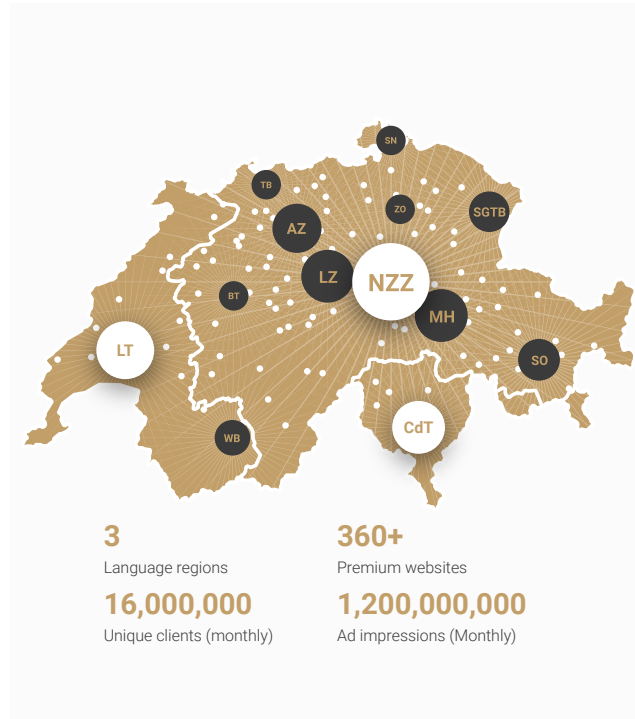 SN
TB
ZO
SGTB
AZ
LZ
NZZ
BT
MH
LT
SO
CdT
WB
3
Language regions
360+
Premium websites
16,000,000
Unique clients (monthly)
1,200,000,000
Ad impressions (Monthly)